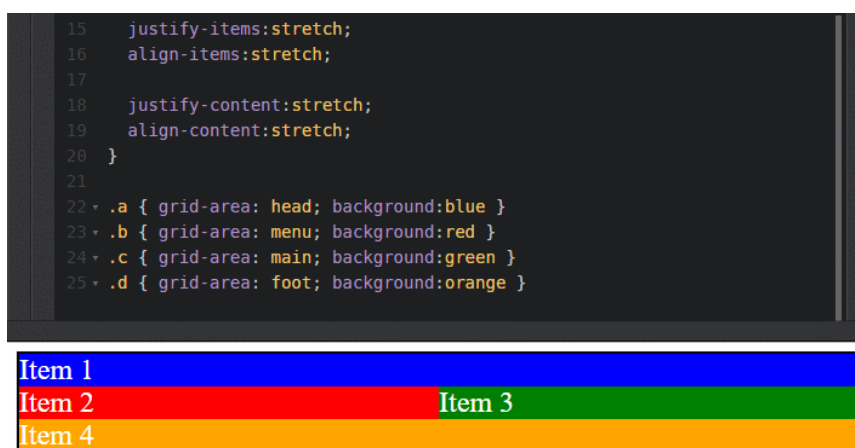 15 justify-items:stretch;
16 align-items:stretch;
17
18 justify-content:stretch;
19 align-content:stretch;
20 }
21
22 .a { grid-area: head; background:blue }
23 .b { grid-area: menu; background:red }
24 .c { grid-area: main; background:green }
25 .d { grid-area: foot; background:orange }
Item 1
Item 2 Item 3
Item 4